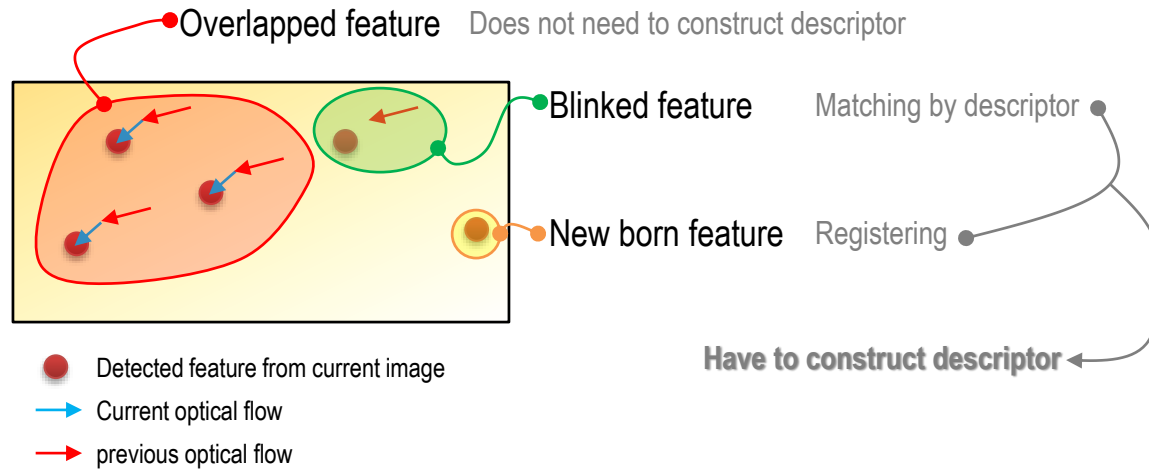 Overlapped feature Does not need to construct descriptor
Blinked feature Matching by descriptor
New born feature Registering
Have to construct descriptor
Detected feature from current image
Current optical flow
previous optical flow